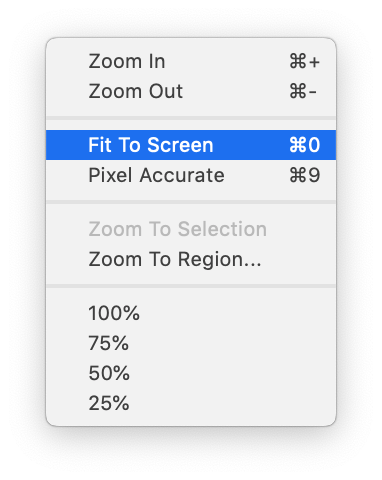 Zoom In ⌘+
Zoom Out ⌘-
Fit To Screen ⌘0
Pixel Accurate ⌘9
Zoom To Selection
Zoom To Region...
100%
75%
50%
25%